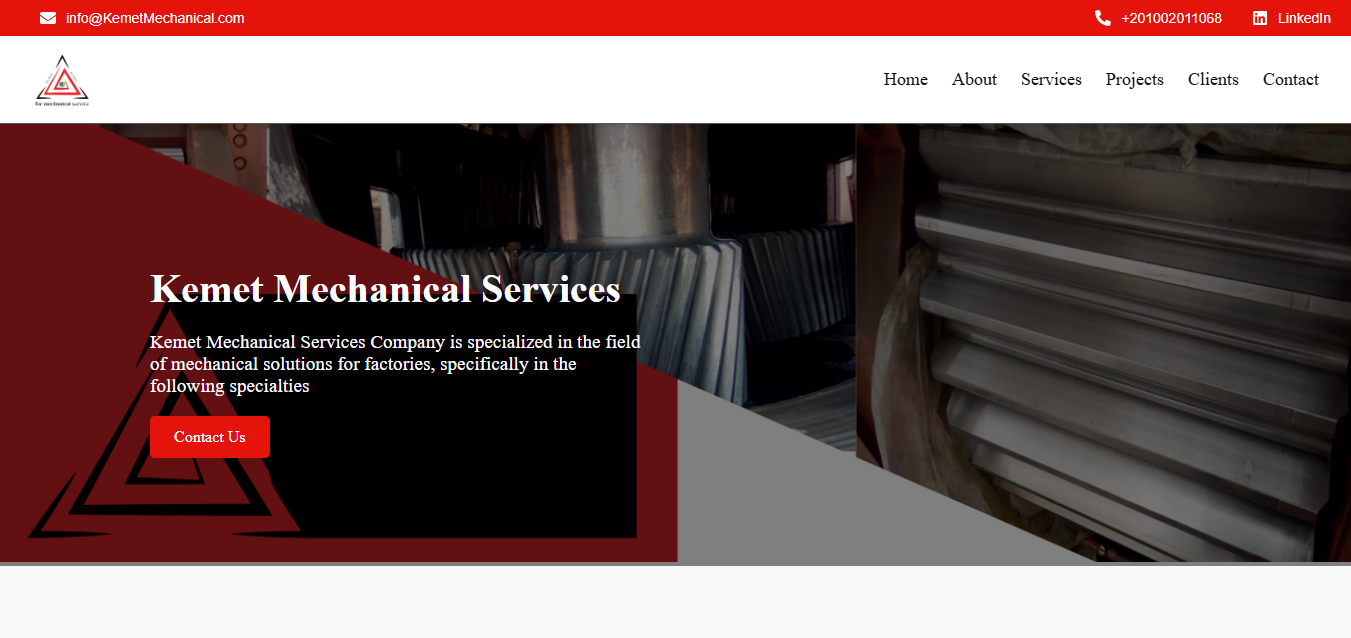 info@KemetMechanical.com
+201002011068
LinkedIn
for mechanical service
Home
About
Services
Projects
Clients
Contact
Kemet Mechanical Services
Kemet Mechanical Services Company is specialized in the field
of mechanical solutions for factories, specifically in the
following specialties
Contact Us